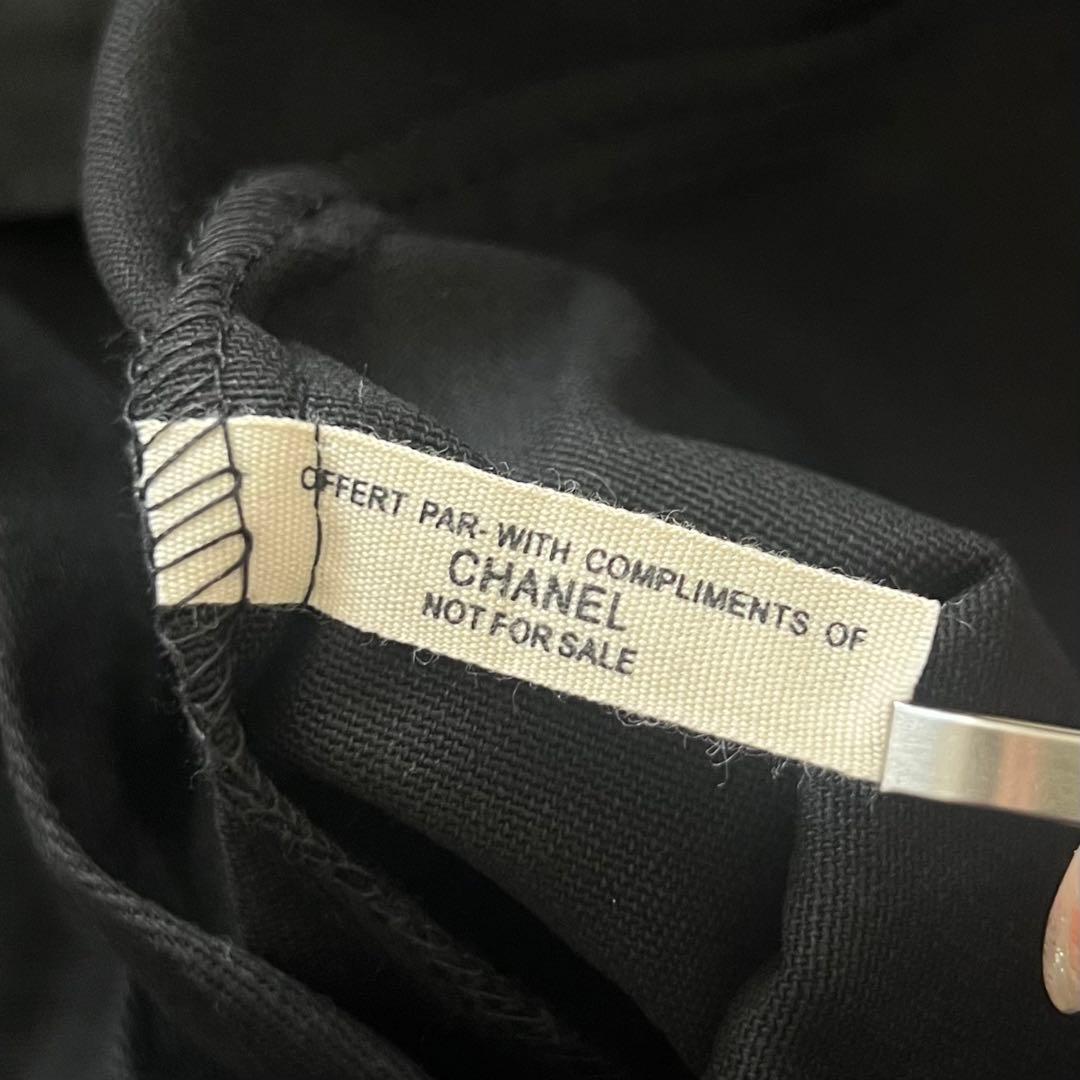 OFFERT PAR- WITH COMPLIMENTS OF
CHANEL
NOT FOR SALE